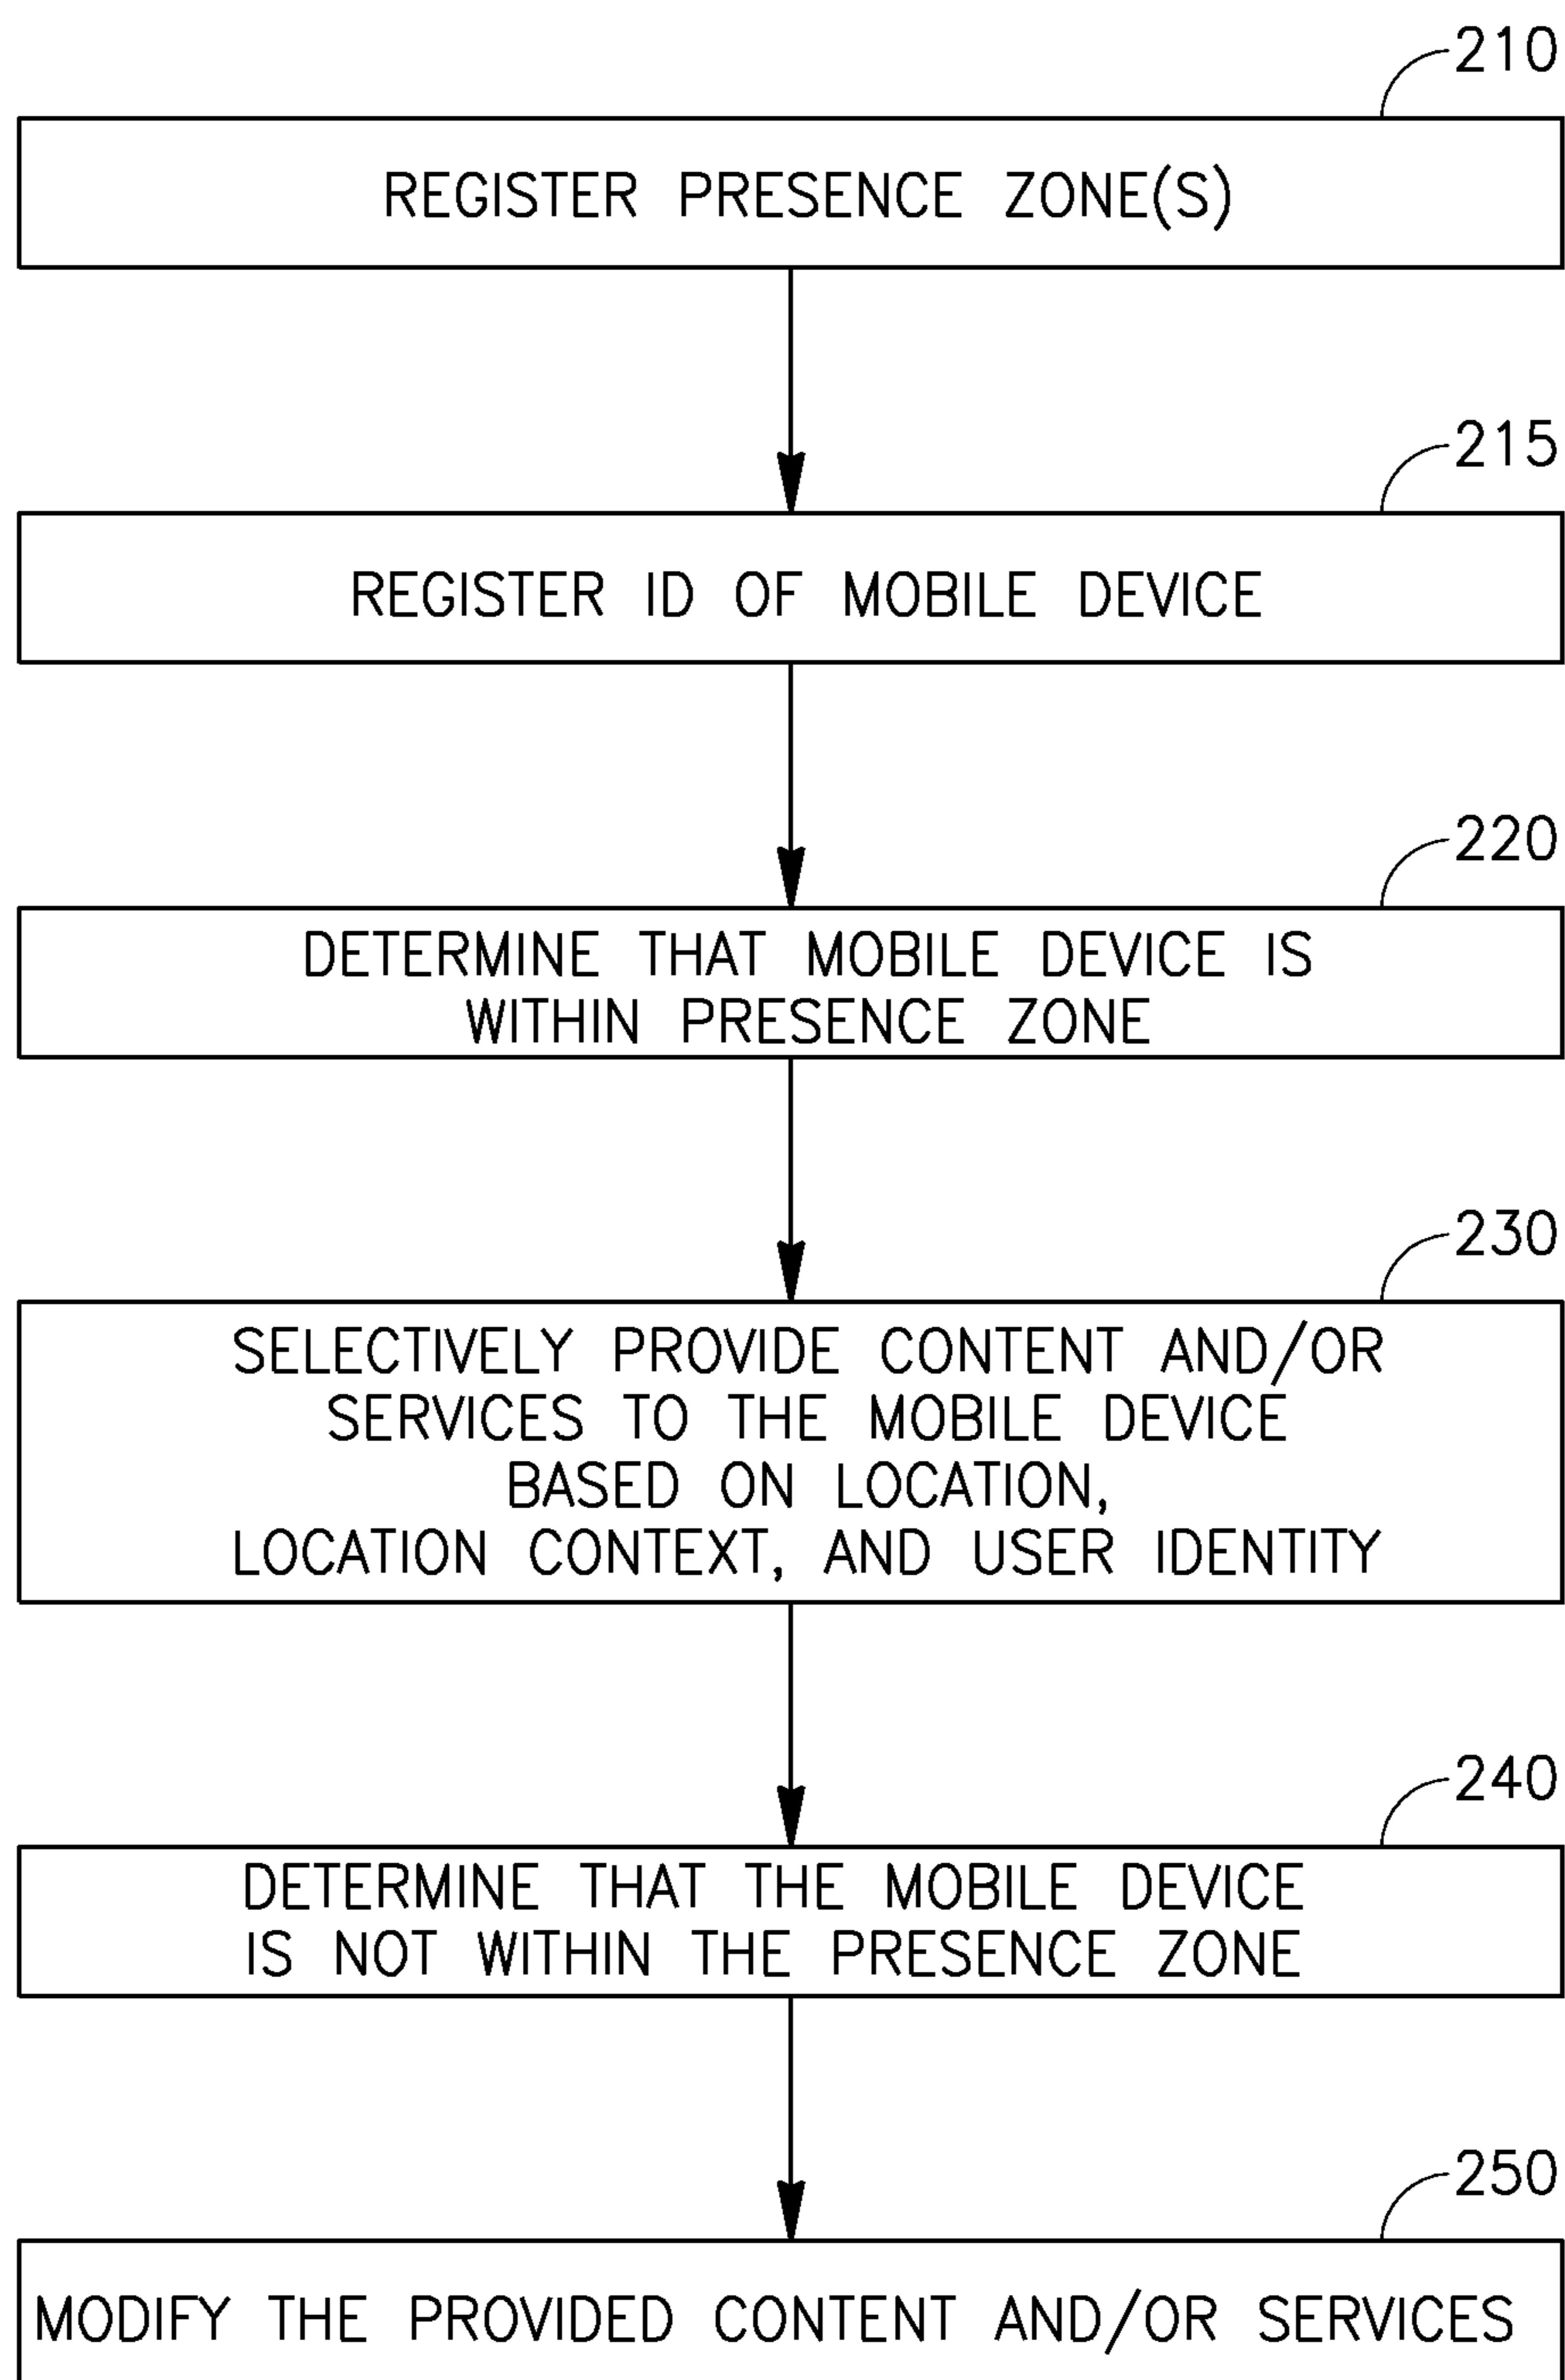 210
REGISTER PRESENCE ZONE(S)
215
REGISTER ID OF MOBILE DEVICE
220
DETERMINE THAT MOBILE DEVICE IS
WITHIN PRESENCE ZONE
230
SELECTIVELY PROVIDE CONTENT AND/OR
SERVICES TO THE MOBILE DEVICE
BASED ON LOCATION,
LOCATION CONTEXT, AND USER IDENTITY
240
DETERMINE THAT THE MOBILE DEVICE
IS NOT WITHIN THE PRESENCE ZONE
250
MODIFY THE PROVIDED CONTENT AND/OR SERVICES